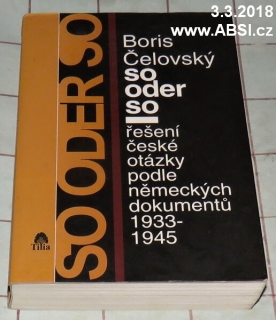 3.3.2018
www.ABSI.cz
Boris
Čelovský
so
oder
so
řešení
české
otázky
podle
německých
dokumentů
1933-
1945
SO ODER SO
Tilia